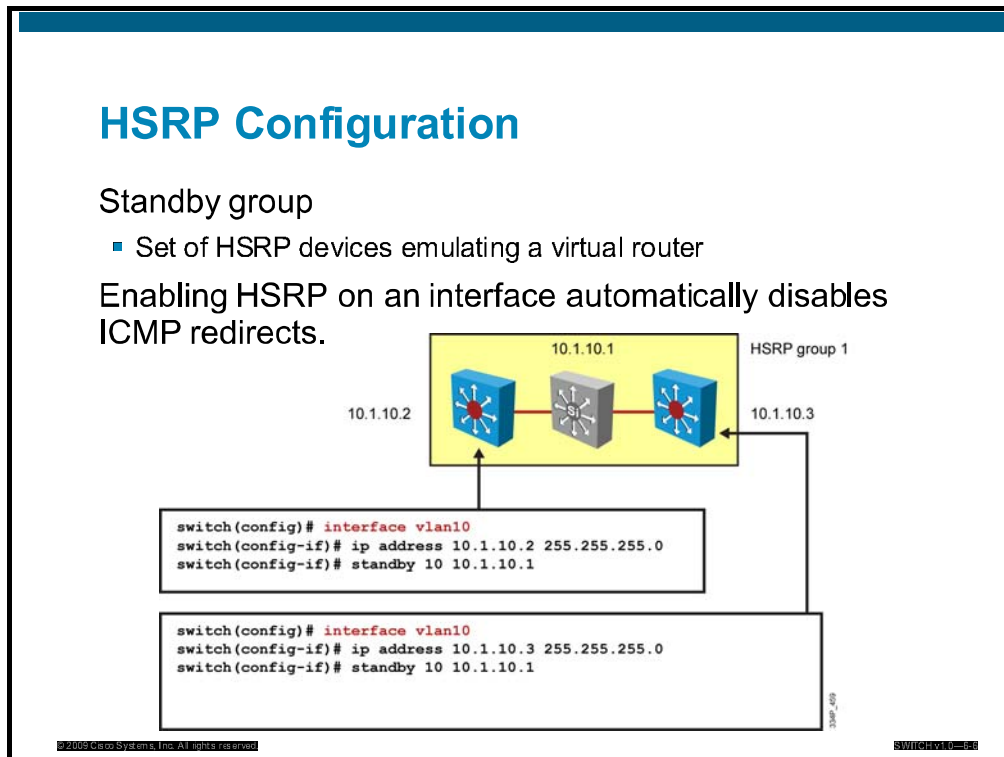 HSRP Configuration
Standby group
Set of HSRP devices emulating a virtual router
Enabling HSRP on an interface automatically disables
ICMP redirects.
10.1.10.1
HSRP group 1
10.1.10.2
Si
10.1.10.3
switch(config)# interface vlan10
switch(config-if)# ip address 10.1.10.2 255.255.255.0
switch(config-if)# standby 10 10.1.10.1
switch(config)# interface vlan10
switch(config-if)# ip address 10.1.10.3 255.255.255.0
switch(config-if)# standby 10 10.1.10.1
334P_459
© 2009 Cisco Systems, Inc. All rights reserved.
SWITCH v1.0—6-6